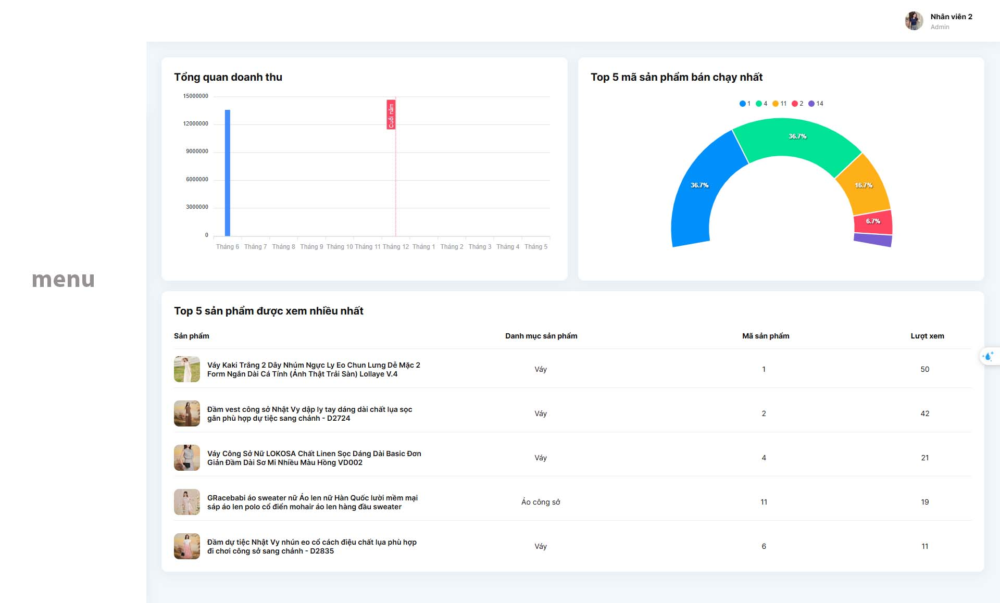 Nhân viên 2
Admin
menu
Tổng quan doanh thu
15000000
12000000
9000000
6000000
3000000
0
Cuối năm
Tháng 6 Tháng 7 Tháng 8 Tháng 9 Tháng 10 Tháng 11 Tháng 12 Tháng 1 Tháng 2 Tháng 3 Tháng 4 Tháng 5
Top 5 mã sản phẩm bán chạy nhất
1 4 11 2 14
36.7%
36.7%
16.7%
6.7%
Top 5 sản phẩm được xem nhiều nhất
Sản phẩm Danh mục sản phẩm Mã sản phẩm Lượt xem
Váy Kaki Trắng 2 Dây Nhúm Ngực Ly Eo Chun Lưng Dễ Mặc 2
Form Ngắn Dài Cá Tính (Ảnh Thật Trải Sàn) Lollaye V.4
Váy 1 50
Đầm vest công sở Nhật Vy dập ly tay dáng dài chất lụa sọc
gân phù hợp dự tiệc sang chảnh - D2724
Váy 2 42
Váy Công Sở Nữ LOKOSA Chất Linen Sọc Dáng Dài Basic Đơn
Giản Đầm Dài Sơ Mi Nhiều Màu Hồng VD002
Váy 4 21
GRacebabi áo sweater nữ Áo len nữ Hàn Quốc lười mềm mại
sáp áo len polo cổ điển mohair áo len hàng đầu sweater
Áo công sở 11 19
Đầm dự tiệc Nhật Vy nhún eo cổ cách điệu chất lụa phù hợp
đi chơi công sở sang chảnh - D2835
Váy 6 11